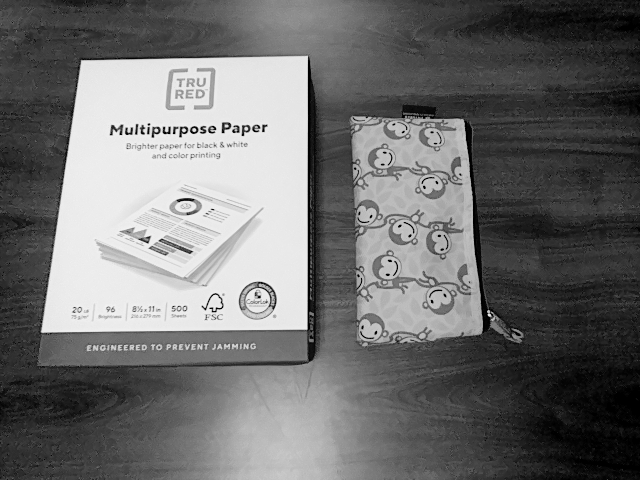 TRU
RED™
Multipurpose Paper
Brighter paper for black & white
and color printing
20 LB
75 g/m²
96
Brightness
8½ x 11 in
216 x 279 mm
500
Sheets
FSC
ColorLok
ENGINEERED TO PREVENT JAMMING